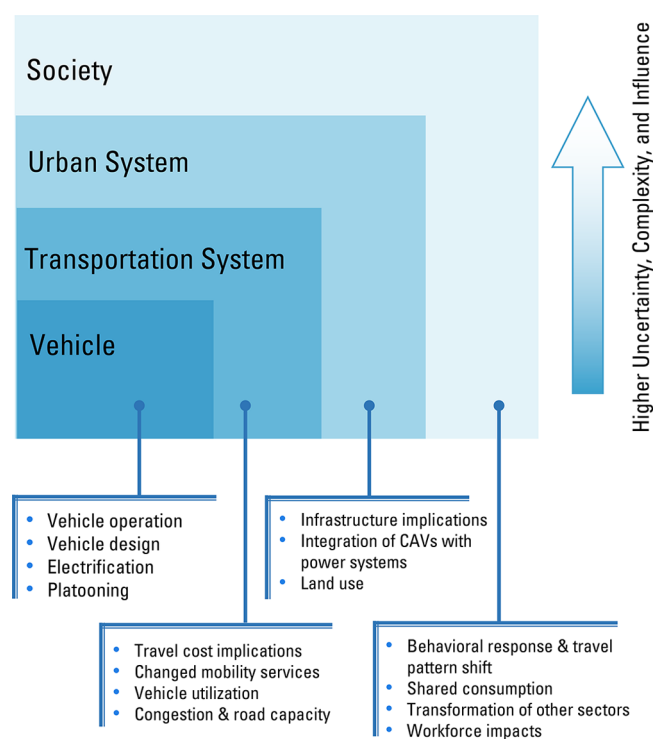 Society
Urban System
Transportation System
Vehicle
Higher Uncertainty, Complexity, and Influence
• Vehicle operation
• Vehicle design
• Electrification
• Platooning
• Infrastructure implications
• Integration of CAVs with
power systems
• Land use
• Travel cost implications
• Changed mobility services
• Vehicle utilization
• Congestion & road capacity
• Behavioral response & travel
pattern shift
• Shared consumption
• Transformation of other sectors
• Workforce impacts